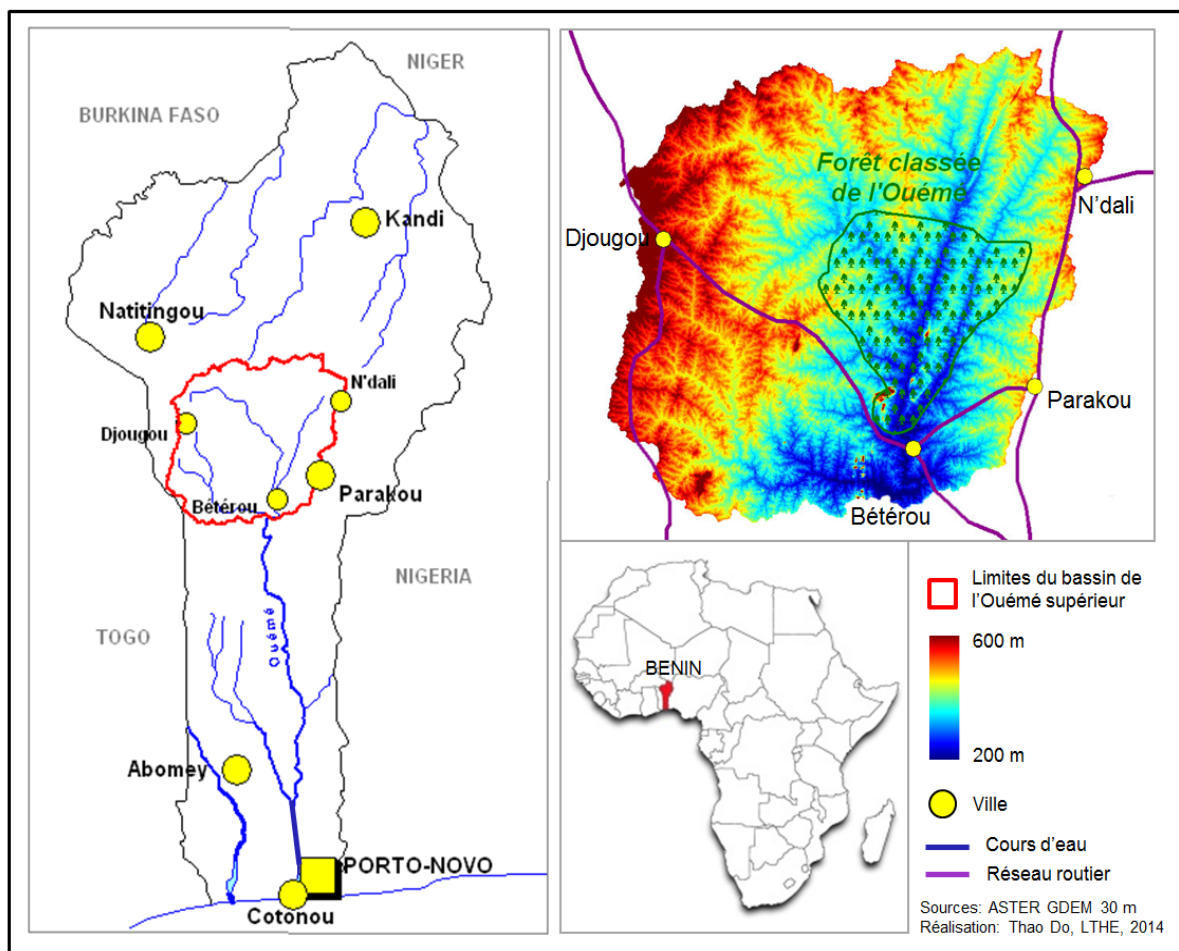 NIGER
BURKINA FASO
Kandi
Natitingou
N'dali
Djougou
Bétérou
Parakou
NIGERIA
TOGO
Ouémé
Abomey
PORTO-NOVO
Cotonou
Forêt classée
de l'Ouémé
N'dali
Djougou
Parakou
Bétérou
BENIN
Limites du bassin de
l'Ouémé supérieur
600 m
200 m
Ville
Cours d'eau
Réseau routier
Sources: ASTER GDEM 30 m
Réalisation: Thao Do, LTHE, 2014